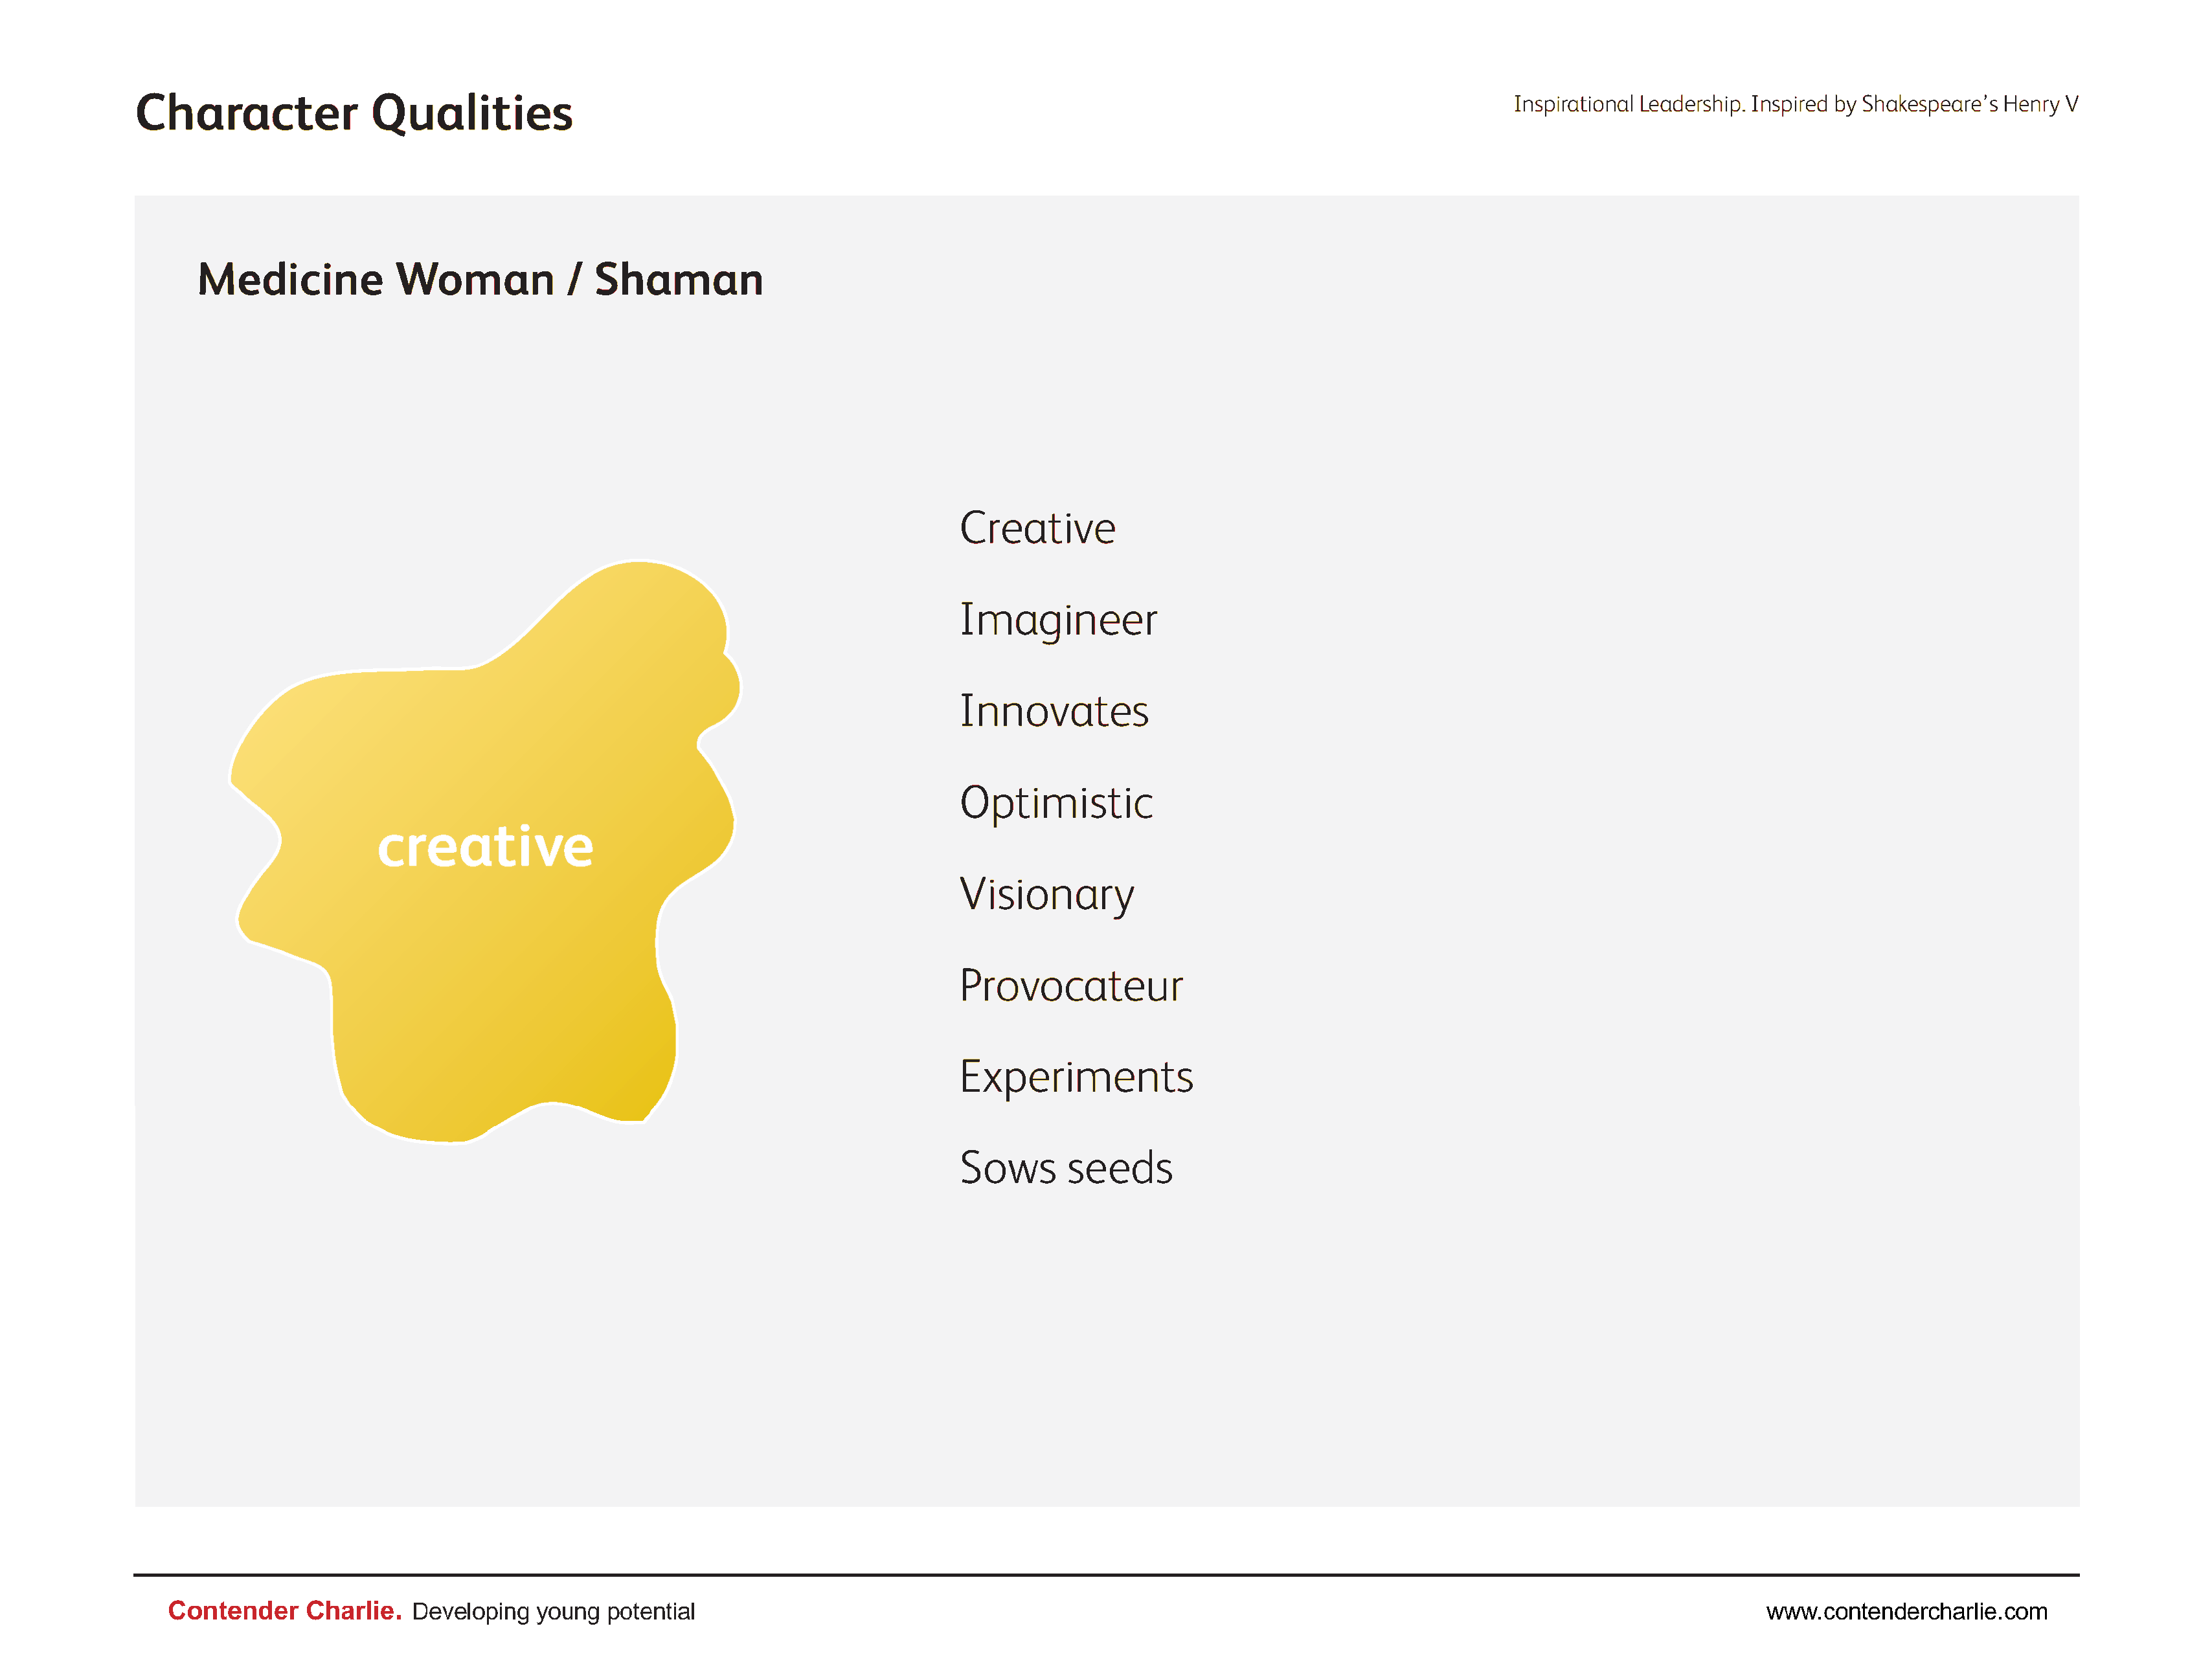 Character Qualities
Inspirational Leadership. Inspired by Shakespeare's Henry V
Medicine Woman / Shaman
creative
Creative
Imagineer
Innovates
Optimistic
Visionary
Provocateur
Experiments
Sows seeds
Contender Charlie. Developing young potential
www.contendercharlie.com